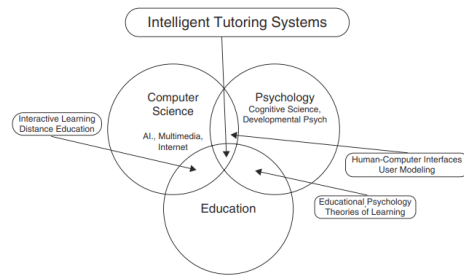 Intelligent Tutoring Systems
Computer
Science
AI., Multimedia,
Internet
Psychology
Cognitive Science,
Developmental Psych
Interactive Learning
Distance Education
Human-Computer Interfaces
User Modeling
Educational Psychology
Theories of Learning
Education